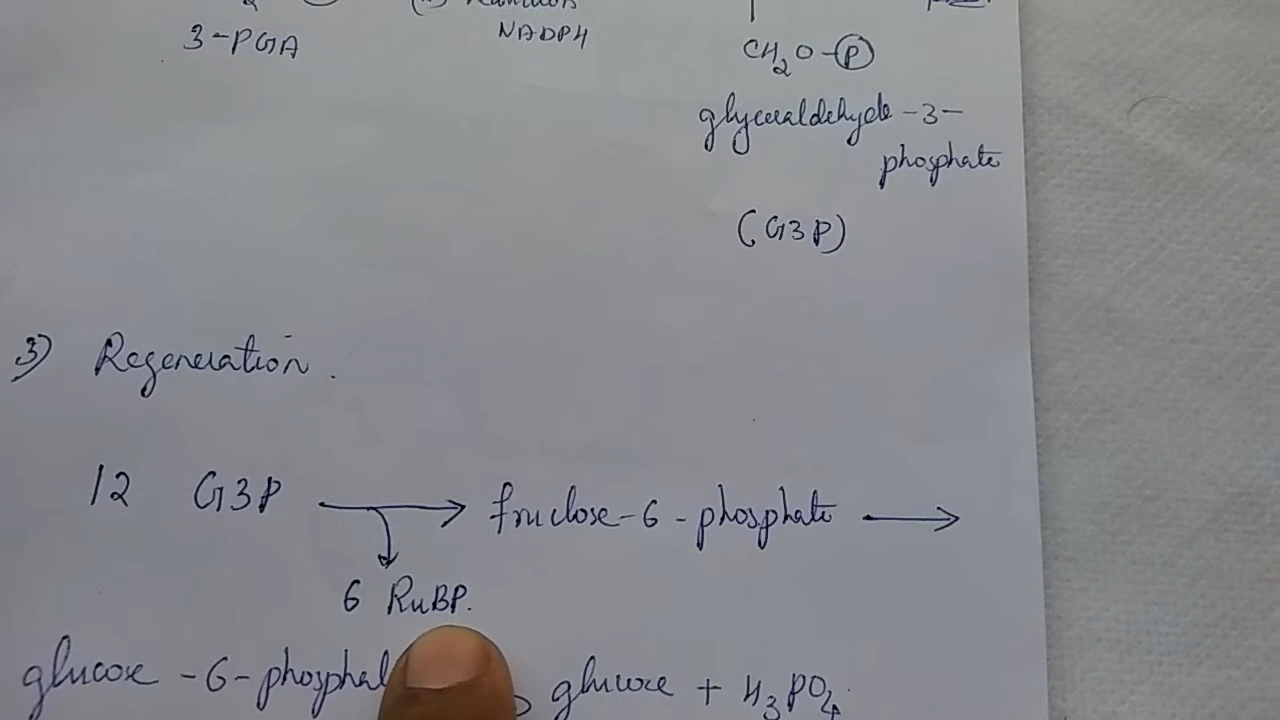 3-PGA
NADPH
CH2O-P
glyceraldehyde -3-
phosphate
(G3P)
3) Regeneration.
12 G3P → fructose-6-phosphate →
6 RuBP.
glucose -6-phosphat glucose + H3PO4.